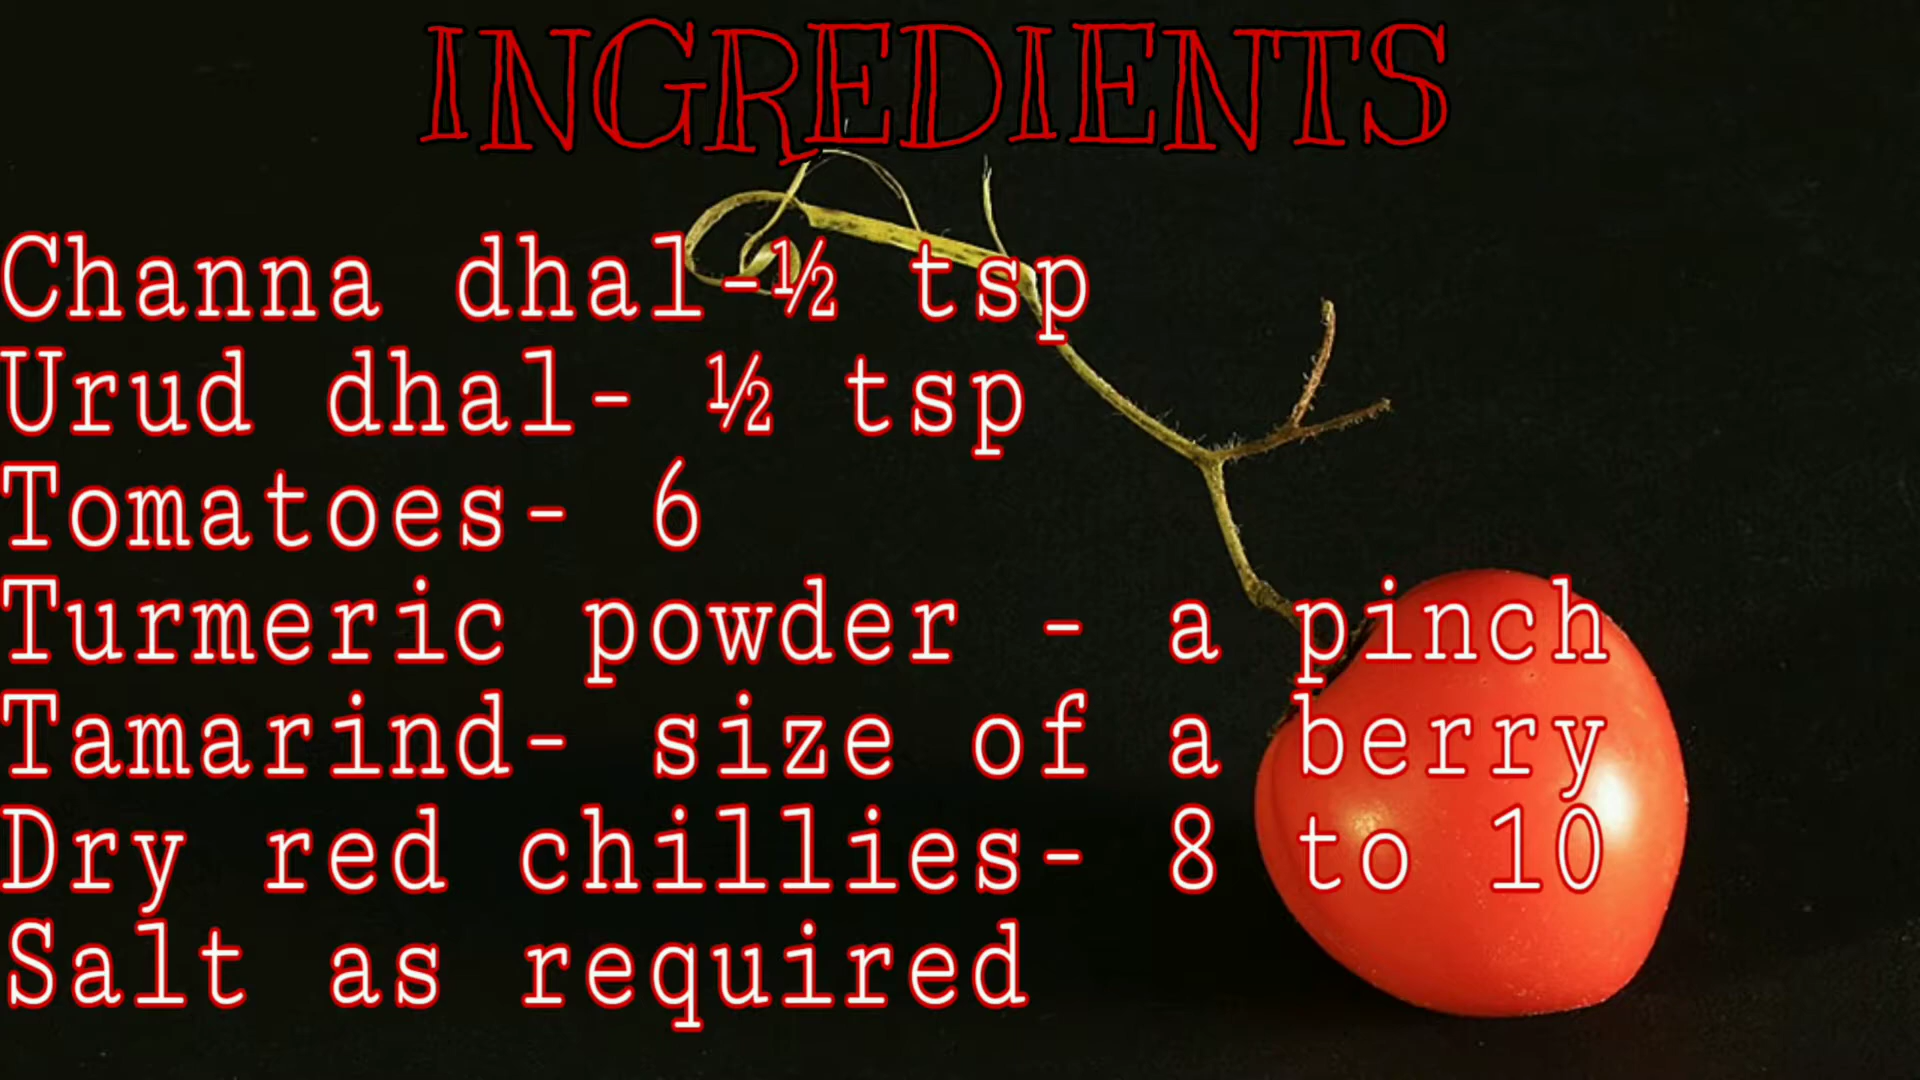 INGREDIENTS
Channa dhal-½ tsp
Urud dhal- ½ tsp
Tomatoes- 6
Turmeric powder - a pinch
Tamarind- size of a berry
Dry red chillies- 8 to 10
Salt as required